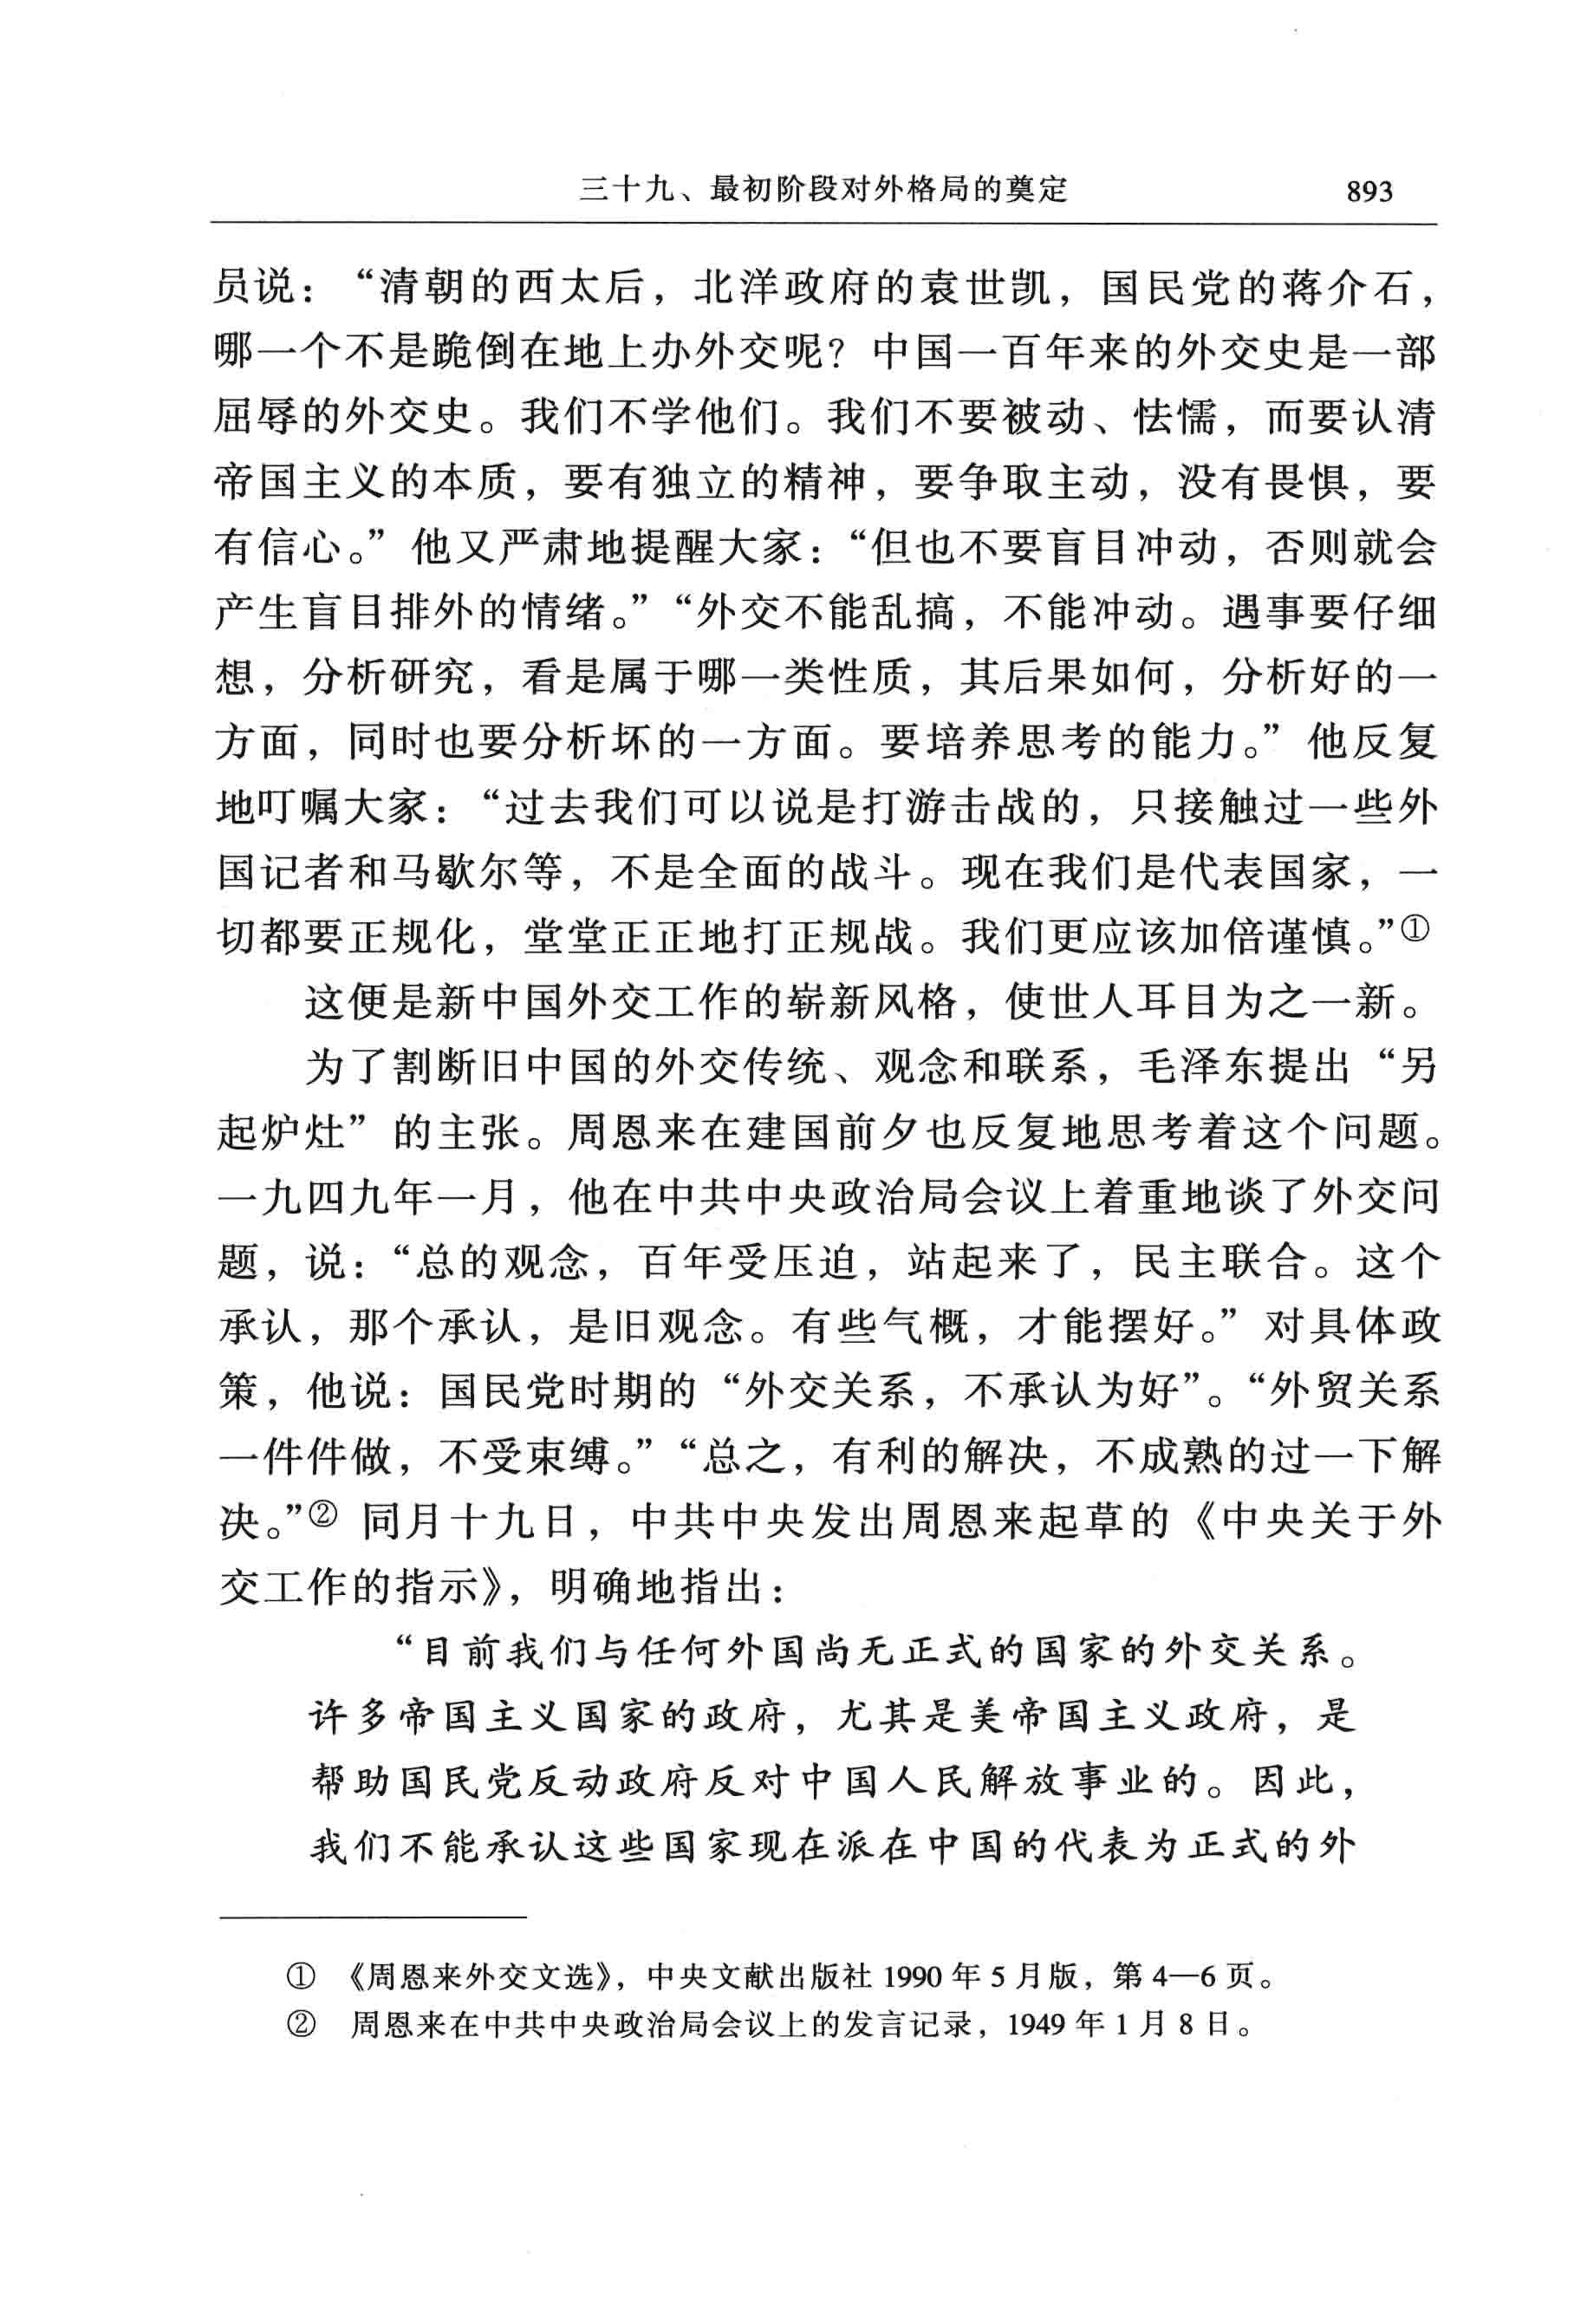 三十九、最初阶段对外格局的奠定 893
员说：“清朝的西太后，北洋政府的袁世凯，国民党的蒋介石，
哪一个不是跪倒在地上办外交呢？中国一百年来的外交史是一部
屈辱的外交史。我们不学他们。我们不要被动、怯懦，而要认清
帝国主义的本质，要有独立的精神，要争取主动，没有畏惧，要
有信心。”他又严肃地提醒大家：“但也不要盲目冲动，否则就会
产生盲目排外的情绪。”“外交不能乱搞，不能冲动。遇事要仔细
想，分析研究，看是属于哪一类性质，其后果如何，分析好的一
方面，同时也要分析坏的一方面。要培养思考的能力。”他反复
地叮嘱大家：“过去我们可以说是打游击战的，只接触过一些外
国记者和马歇尔等，不是全面的战斗。现在我们是代表国家，一
切都要正规化，堂堂正正地打正规战。我们更应该加倍谨慎。”①
这便是新中国外交工作的崭新风格，使世人耳目为之一新。
为了割断旧中国的外交传统、观念和联系，毛泽东提出“另
起炉灶”的主张。周恩来在建国前夕也反复地思考着这个问题。
一九四九年一月，他在中共中央政治局会议上着重地谈了外交问
题，说：“总的观念，百年受压迫，站起来了，民主联合。这个
承认，那个承认，是旧观念。有些气概，才能摆好。”对具体政
策，他说：国民党时期的“外交关系，不承认为好”。“外贸关系
一件件做，不受束缚。”“总之，有利的解决，不成熟的过一下解
决。”② 同月十九日，中共中央发出周恩来起草的《中央关于外
交工作的指示》，明确地指出：
“目前我们与任何外国尚无正式的国家的外交关系。
许多帝国主义国家的政府，尤其是美帝国主义政府，是
帮助国民党反动政府反对中国人民解放事业的。因此，
我们不能承认这些国家现在派在中国的代表为正式的外
① 《周恩来外交文选》，中央文献出版社 1990 年 5 月版，第 4—6 页。
② 周恩来在中共中央政治局会议上的发言记录，1949 年 1 月 8 日。